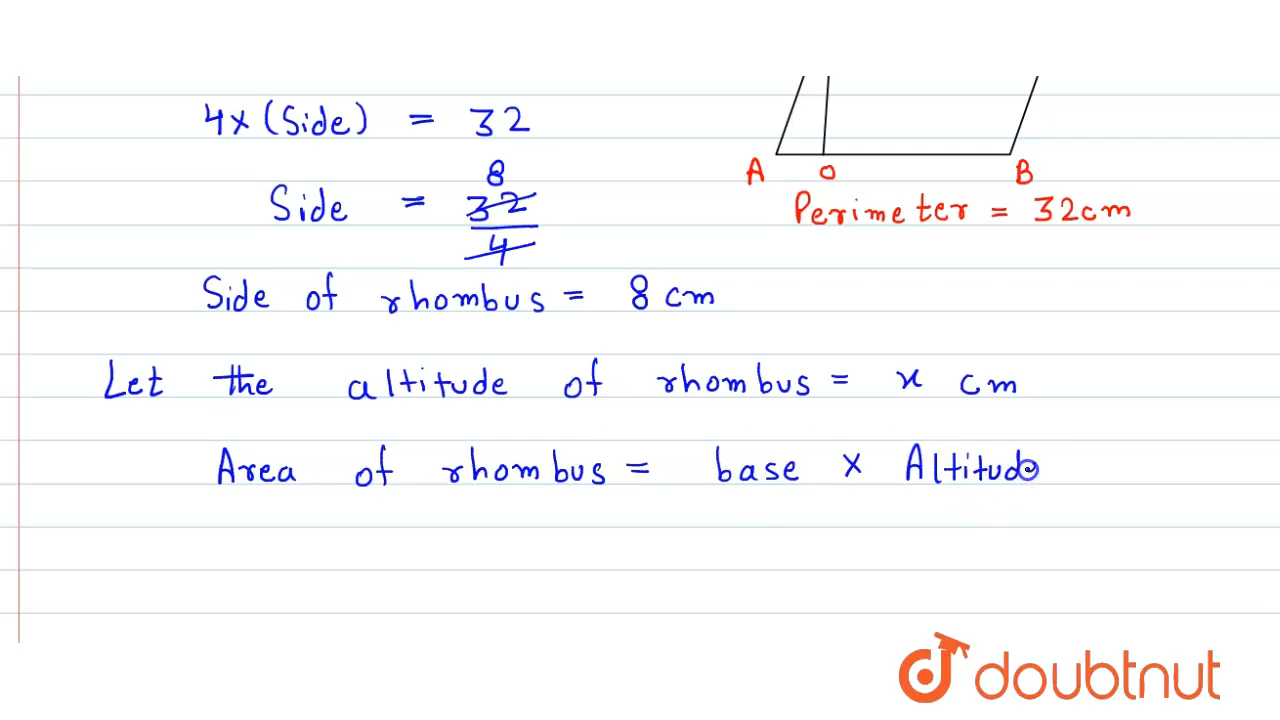 4x (Side) = 32
A O B
8
Side = 32
4
Perimeter = 32cm
Side of rhombus = 8 cm
Let the altitude of rhombus = x cm
Area of rhombus = base x Altitude
doubtnut